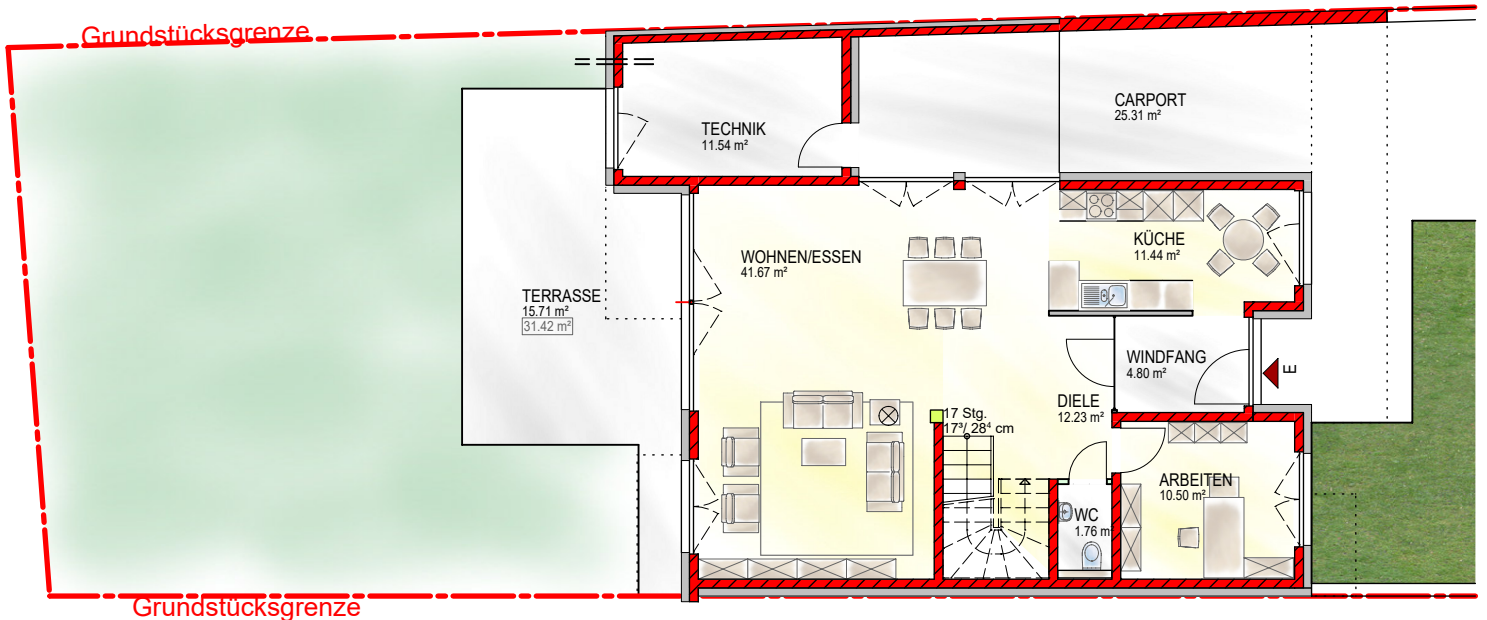 Grundstücksgrenze
TECHNIK
11.54 m²
CARPORT
25.31 m²
WOHNEN/ESSEN
41.67 m²
KÜCHE
11.44 m²
TERRASSE
15.71 m²
31.42 m²
WINDFANG
4.80 m²
E
DIELE
12.23 m²
17 Stg.
17³/ 28⁴ cm
ARBEITEN
10.50 m²
WC
1.76 m
Grundstücksgrenze